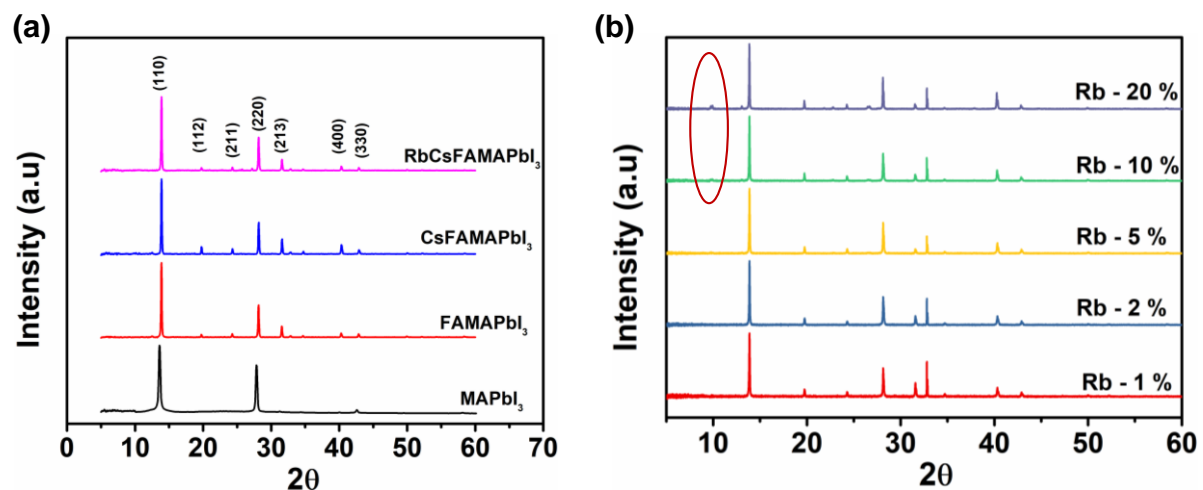 (a)
Intensity (a.u)
(110)
(112)
(211)
(220)
(213)
(400)
(330)
RbCsFAMAPbI₃
CsFAMAPbI₃
FAMAPbI₃
MAPbI₃
0 10 20 30 40 50 60 70
2θ
(b)
Intensity (a.u)
Rb - 20 %
Rb - 10 %
Rb - 5 %
Rb - 2 %
Rb - 1 %
10 20 30 40 50 60
2θ